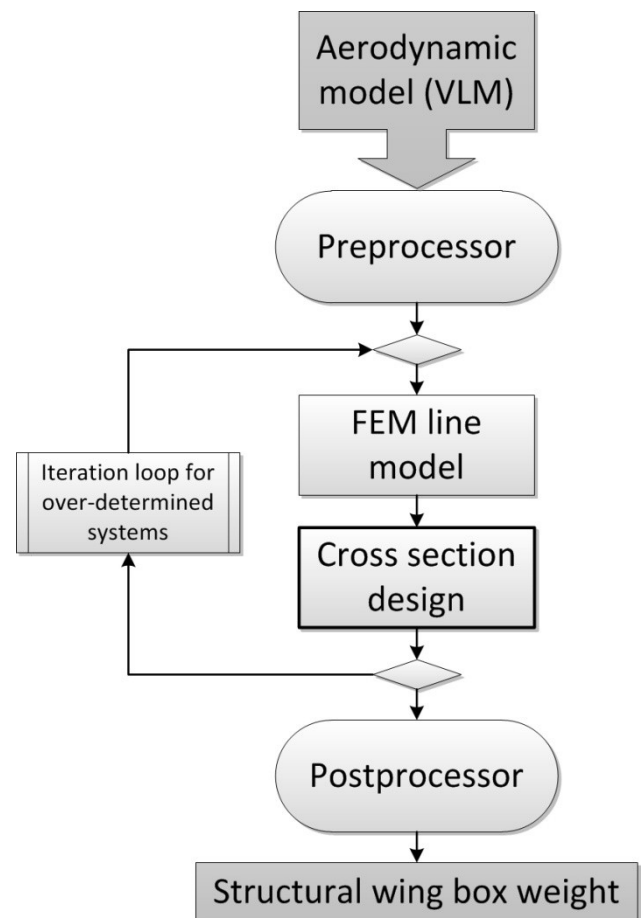 Aerodynamic
model (VLM)
Preprocessor
FEM line
model
Iteration loop for
over-determined
systems
Cross section
design
Postprocessor
Structural wing box weight